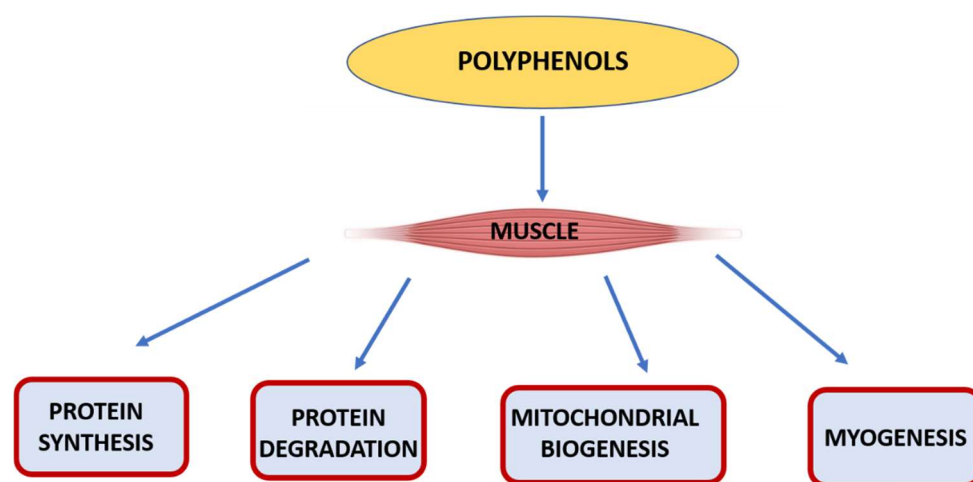 POLYPHENOLS
MUSCLE
PROTEIN
SYNTHESIS
PROTEIN
DEGRADATION
MITOCHONDRIAL
BIOGENESIS
MYOGENESIS